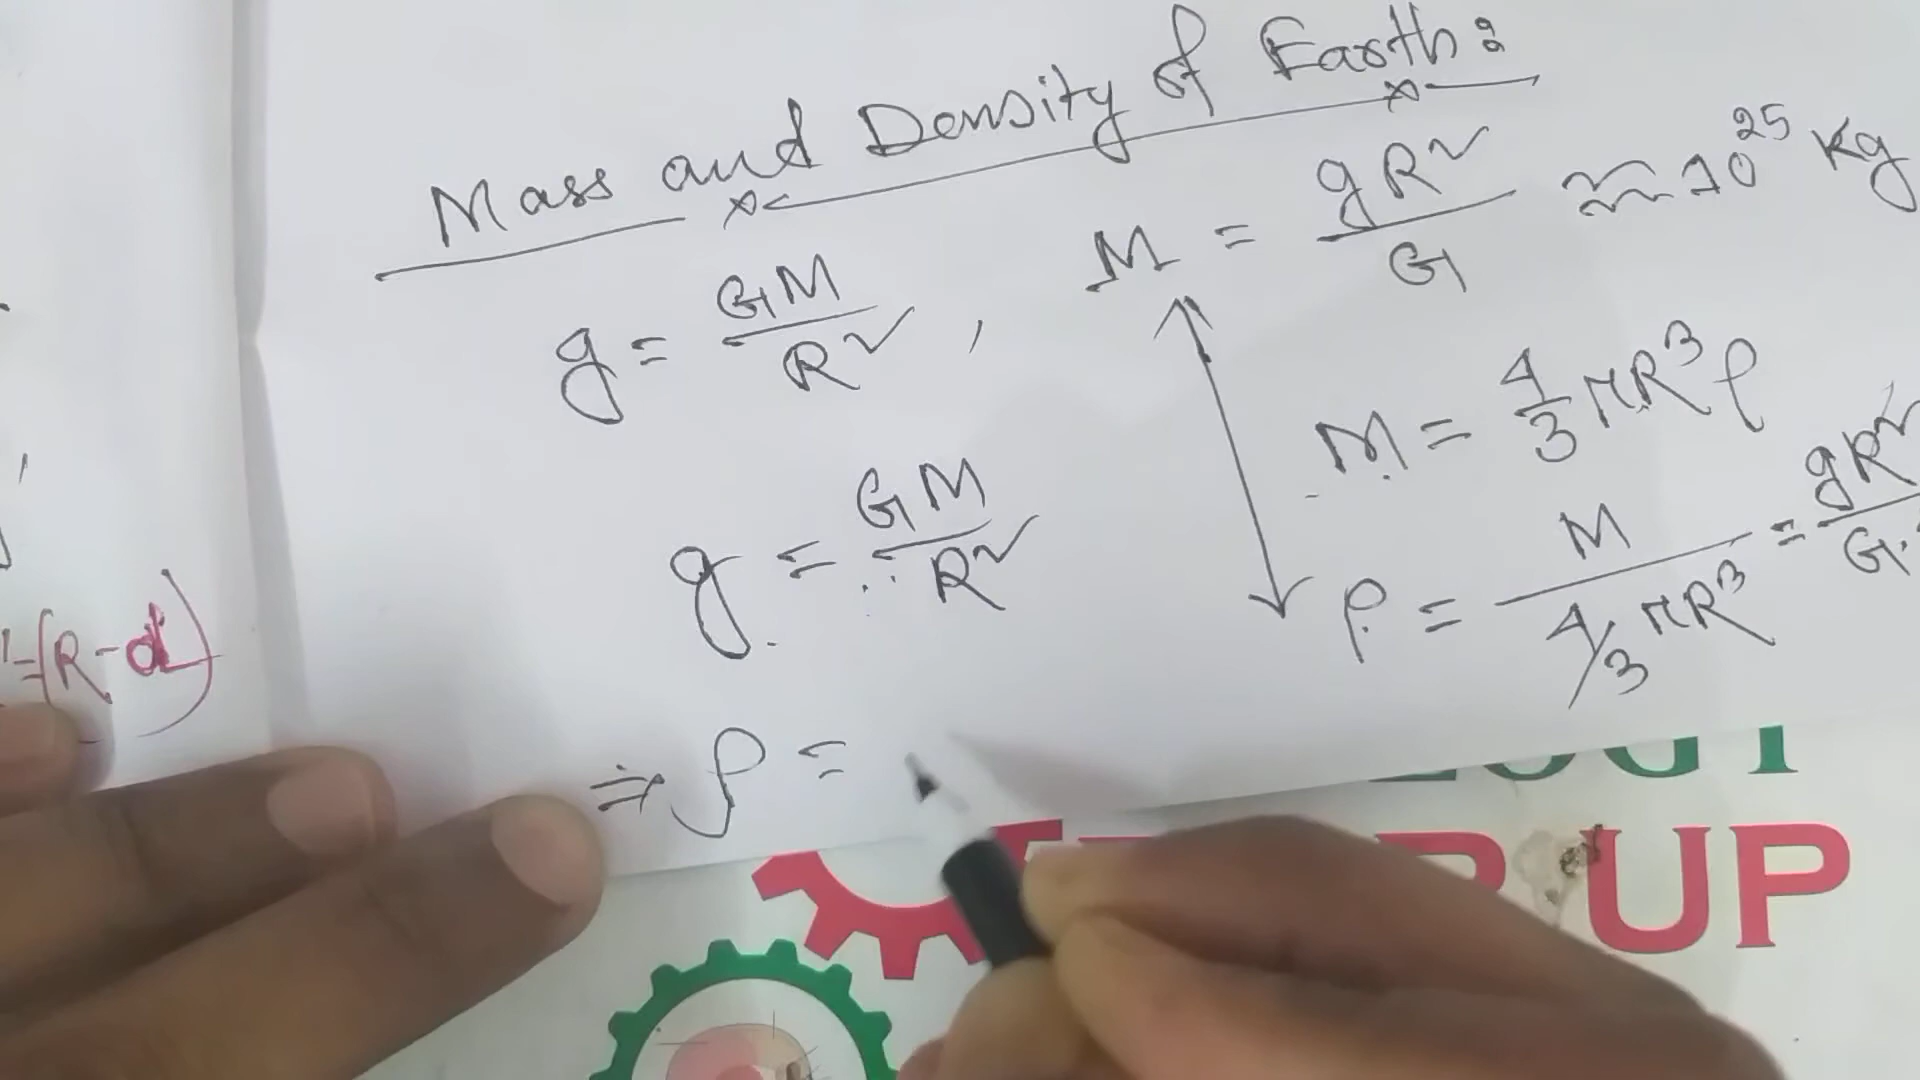 Mass and Density of Earth:
g = GM/R², M = gR²/G ≈ 10²⁵ Kg
M = 4/3 πR³ρ
g = GM/R²
ρ = M / 4/3 πR³ = gR²/G.
⇒ ρ =
=(R-d)
UP